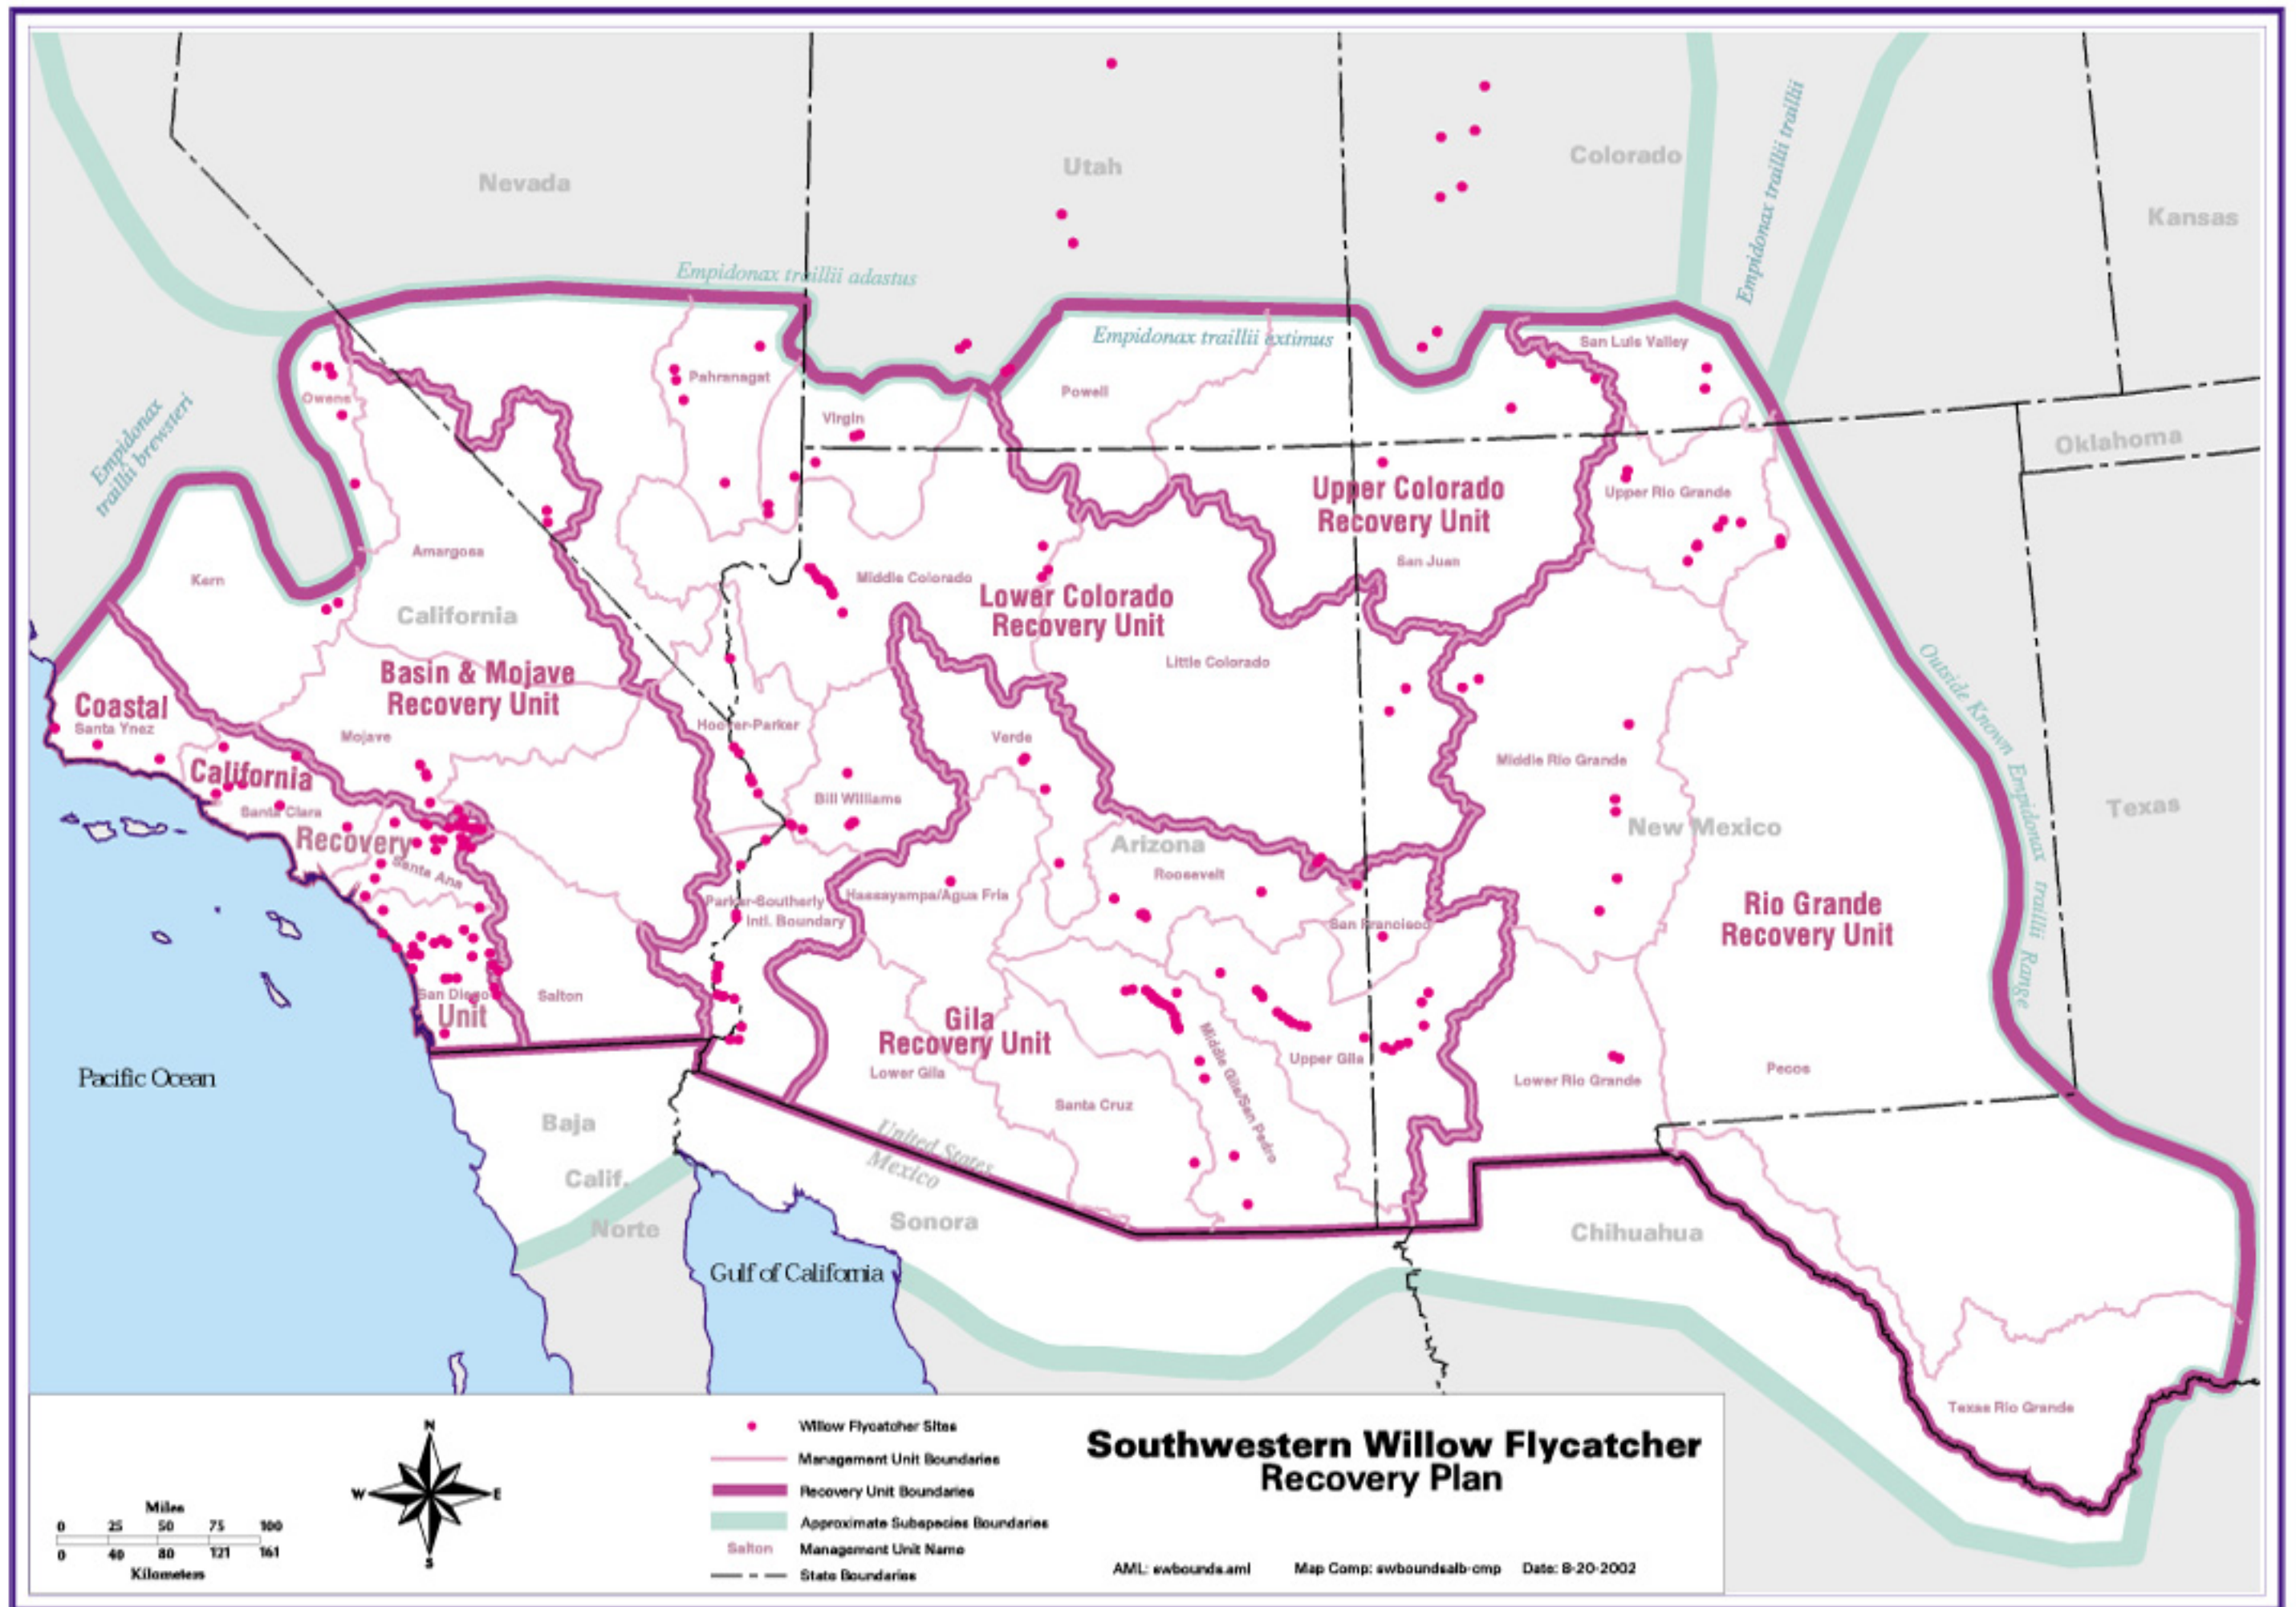 Nevada
Utah
Colorado
Kansas
Empidonax traillii traillii
Empidonax traillii adastus
Empidonax traillii extimus
Empidonax
traillii brewsteri
San Luis Valley
Pahranagat
Powell
Owens
Virgin
Oklahoma
Upper Colorado
Recovery Unit
Upper Rio Grande
San Juan
Amargosa
Kern
California
Middle Colorado
Lower Colorado
Recovery Unit
Little Colorado
Basin & Mojave
Recovery Unit
Coastal
Santa Ynez
Mojave
Hoover-Parker
Verde
Middle Rio Grande
Outside Known Empidonax traillii Range
California
Santa Clara
Bill Williams
New Mexico
Texas
Recovery
Santa Ana
Arizona
Roosevelt
Parker-Southerly
Intl. Boundary
Hassayampa/Agua Fria
San Francisco
Rio Grande
Recovery Unit
San Diego
Unit
Salton
Gila
Recovery Unit
Lower Gila
Middle Gila/San Pedro
Upper Gila
Lower Rio Grande
Pecos
Pacific Ocean
Santa Cruz
Baja
Calif.
Norte
United States
Mexico
Sonora
Chihuahua
Gulf of California
Texas Rio Grande
N
W
E
S
Miles
0 25 50 75 100
0 40 80 121 161
Kilometers
Willow Flycatcher Sites
Management Unit Boundaries
Recovery Unit Boundaries
Approximate Subspecies Boundaries
Salton Management Unit Name
State Boundaries
Southwestern Willow Flycatcher
Recovery Plan
AML: swbounds.aml Map Comp: swboundsalb-cmp Date: 8-20-2002